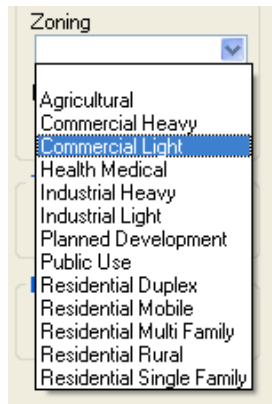 Zoning
Agricultural
Commercial Heavy
Commercial Light
Health Medical
Industrial Heavy
Industrial Light
Planned Development
Public Use
Residential Duplex
Residential Mobile
Residential Multi Family
Residential Rural
Residential Single Family